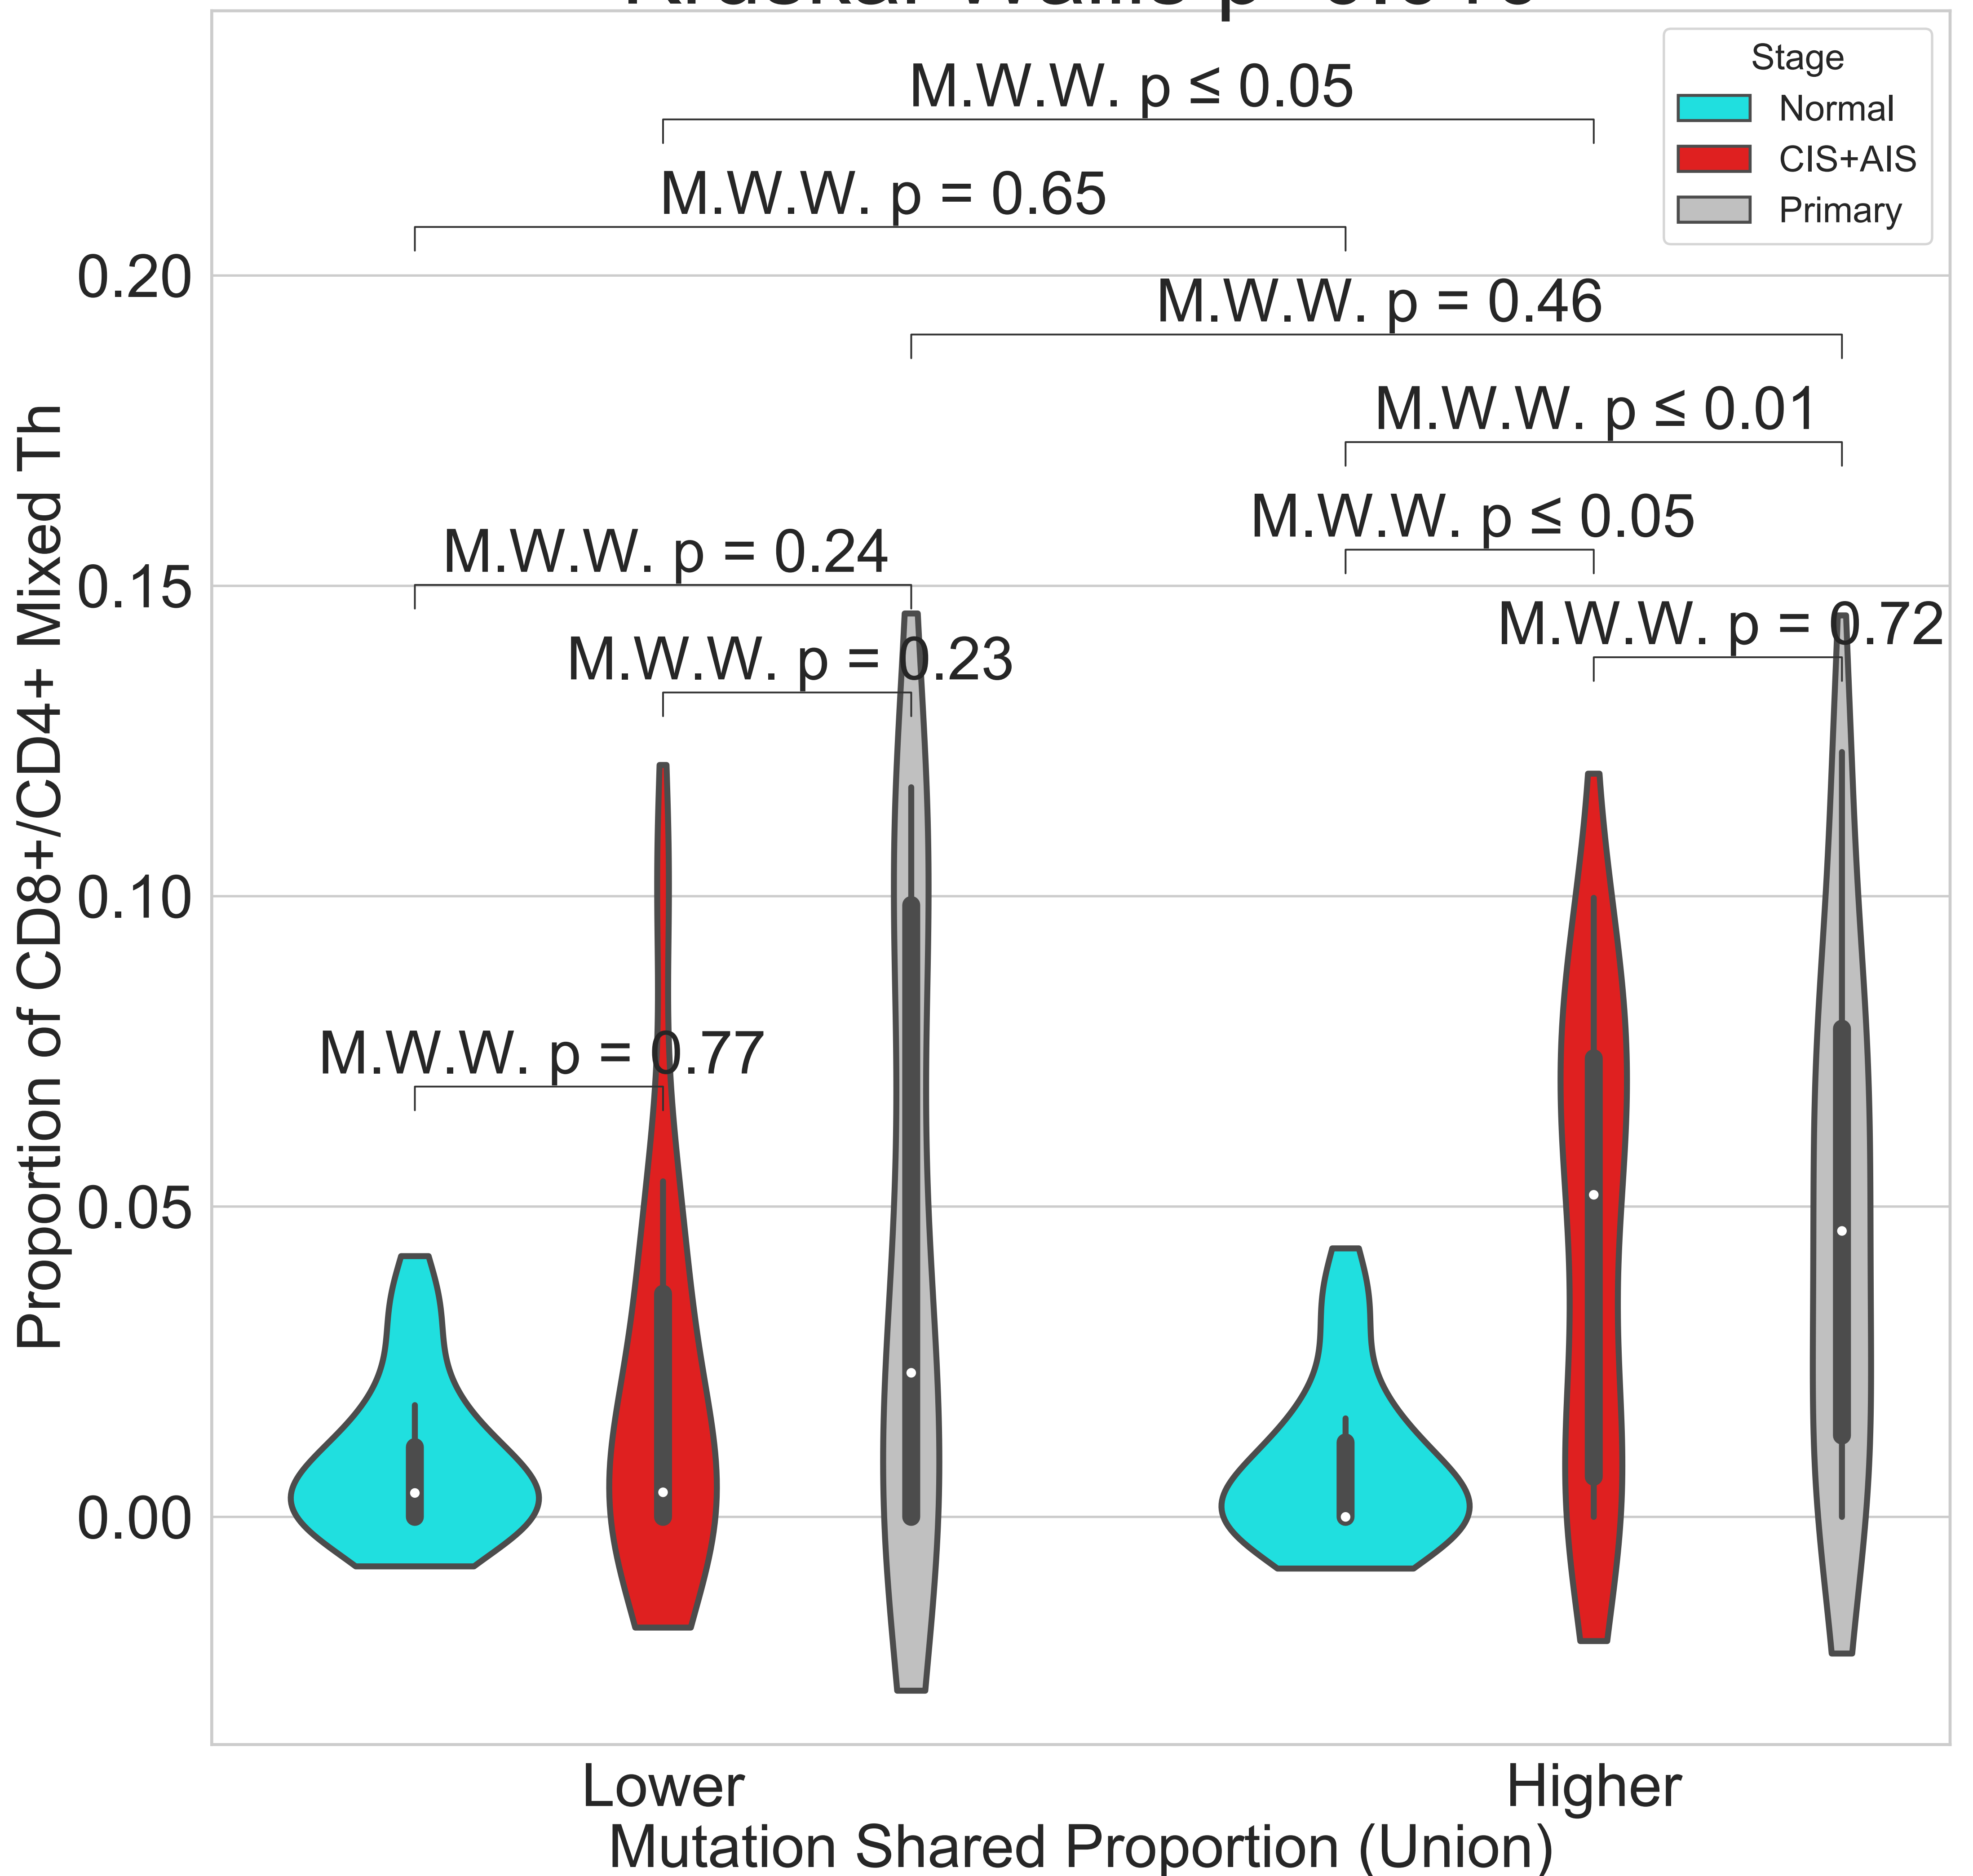 Stage
Normal
CIS+AIS
Primary
M.W.W. p ≤ 0.05
M.W.W. p = 0.65
M.W.W. p = 0.46
M.W.W. p ≤ 0.01
M.W.W. p ≤ 0.05
M.W.W. p = 0.24
M.W.W. p = 0.72
M.W.W. p = 0.23
M.W.W. p = 0.77
Proportion of CD8+/CD4+ Mixed Th
0.20
0.15
0.10
0.05
0.00
Lower
Higher
Mutation Shared Proportion (Union)